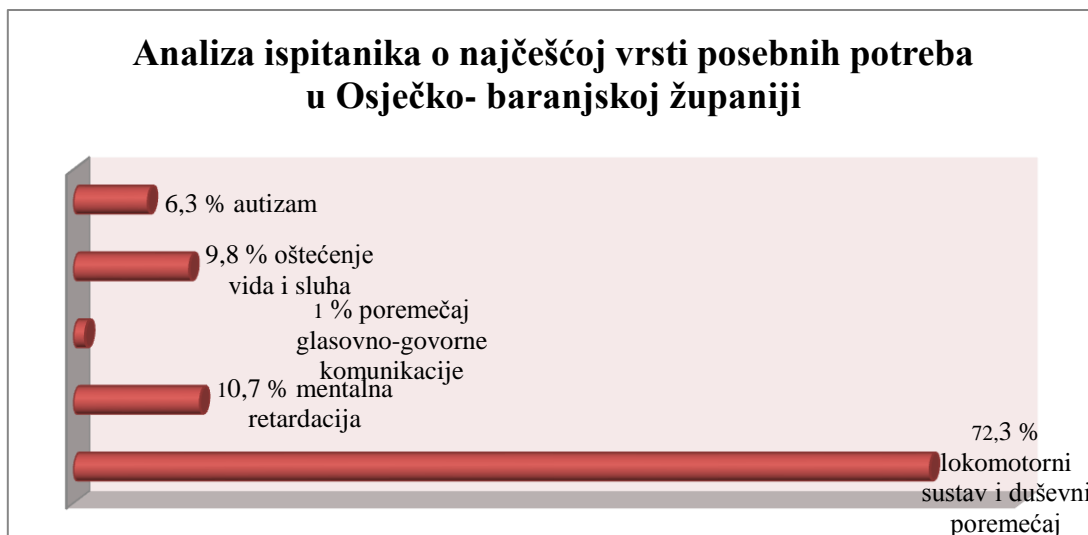 Analiza ispitanika o najčešćoj vrsti posebnih potreba
u Osječko- baranjskoj županiji
6,3 % autizam
9,8 % oštećenje
vida i sluha
1 % poremečaj
glasovno-govorne
komunikacije
10,7 % mentalna
retardacija
72,3 %
lokomotorni
sustav i duševni
poremećaj